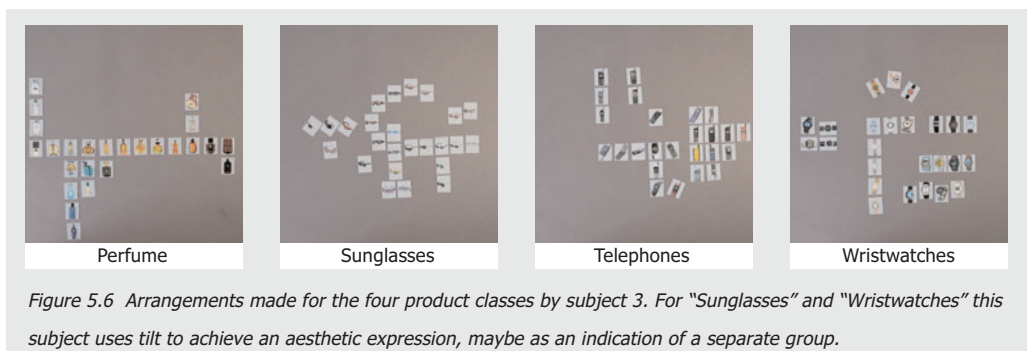 Perfume
Sunglasses
Telephones
Wristwatches
Figure 5.6 Arrangements made for the four product classes by subject 3. For “Sunglasses” and “Wristwatches” this
subject uses tilt to achieve an aesthetic expression, maybe as an indication of a separate group.